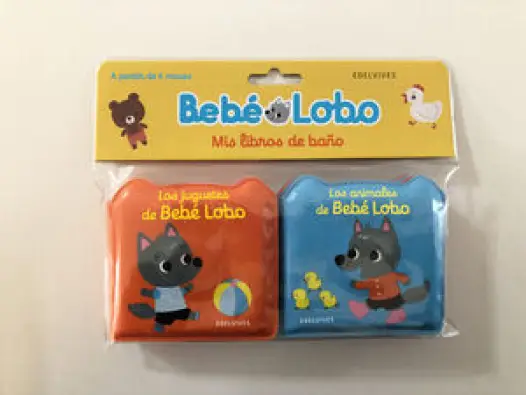 A partir de 6 meses
EDELVIVES
Bebé Lobo
Mis libros de baño
Los juguetes
de Bebé Lobo
EDELVIVES
Los animales
de Bebé Lobo
EDELVIVES